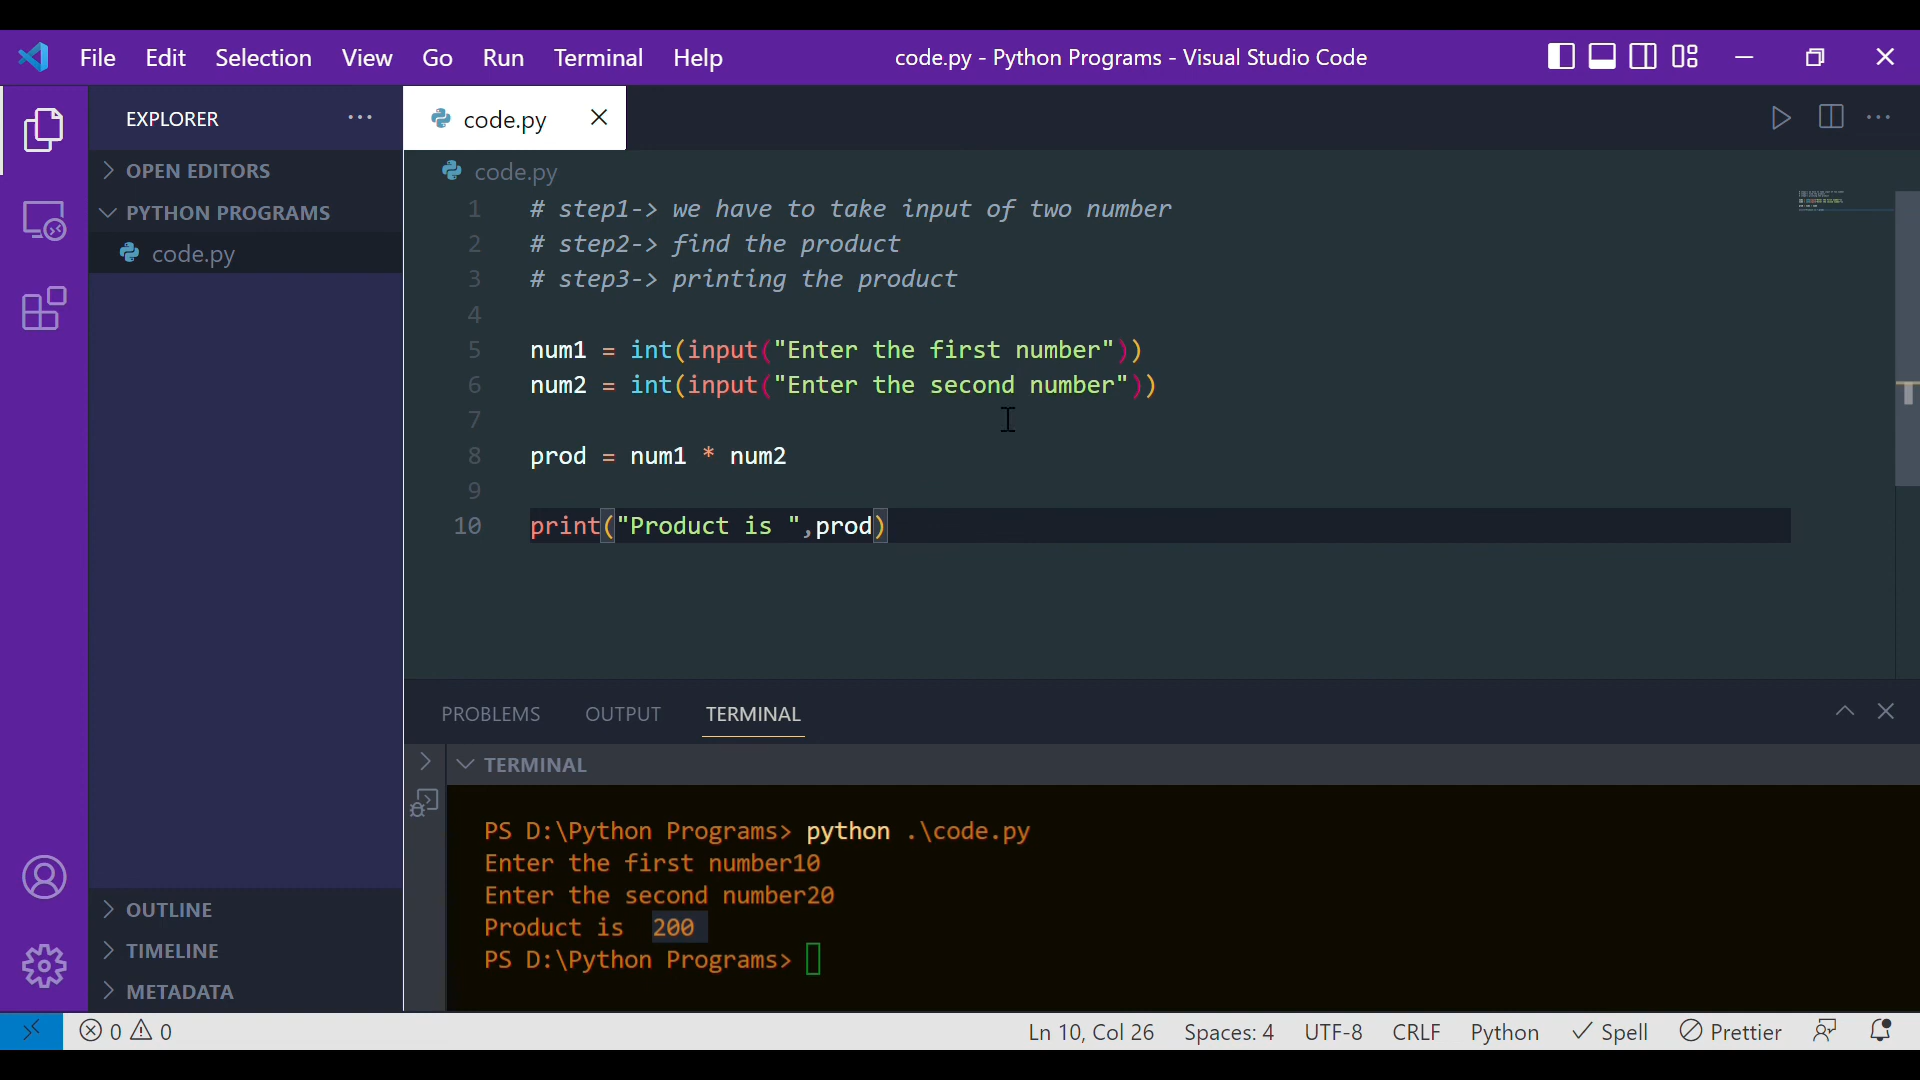 File Edit Selection View Go Run Terminal Help code.py - Python Programs - Visual Studio Code
EXPLORER ···
OPEN EDITORS
PYTHON PROGRAMS
code.py
OUTLINE
TIMELINE
METADATA
code.py
code.py
1 # step1-> we have to take input of two number
2 # step2-> find the product
3 # step3-> printing the product
4
5 num1 = int(input("Enter the first number"))
6 num2 = int(input("Enter the second number"))
7
8 prod = num1 * num2
9
10 print("Product is ",prod)
PROBLEMS OUTPUT TERMINAL
TERMINAL
PS D:\Python Programs> python .\code.py
Enter the first number10
Enter the second number20
Product is  200
PS D:\Python Programs>
0 0 Ln 10, Col 26 Spaces: 4 UTF-8 CRLF Python Spell Prettier